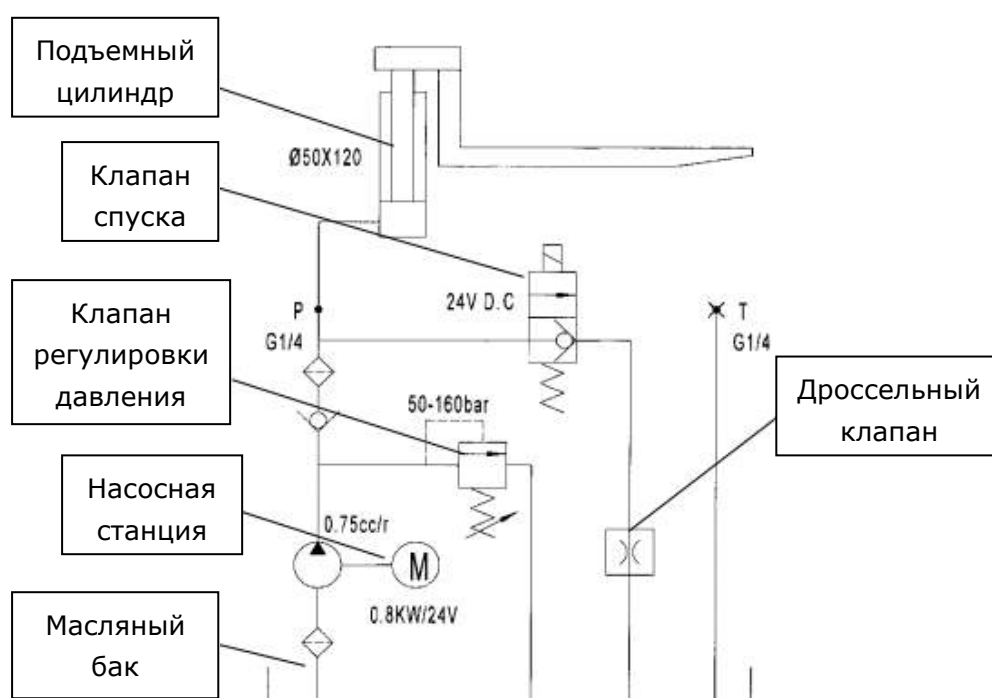 Подъемный
цилиндр
Ø50X120
Клапан
спуска
24V D.C
P
G1/4
T
G1/4
Клапан
регулировки
давления
50-160bar
Дроссельный
клапан
Насосная
станция
0.75cc/r
M
0.8KW/24V
Масляный
бак